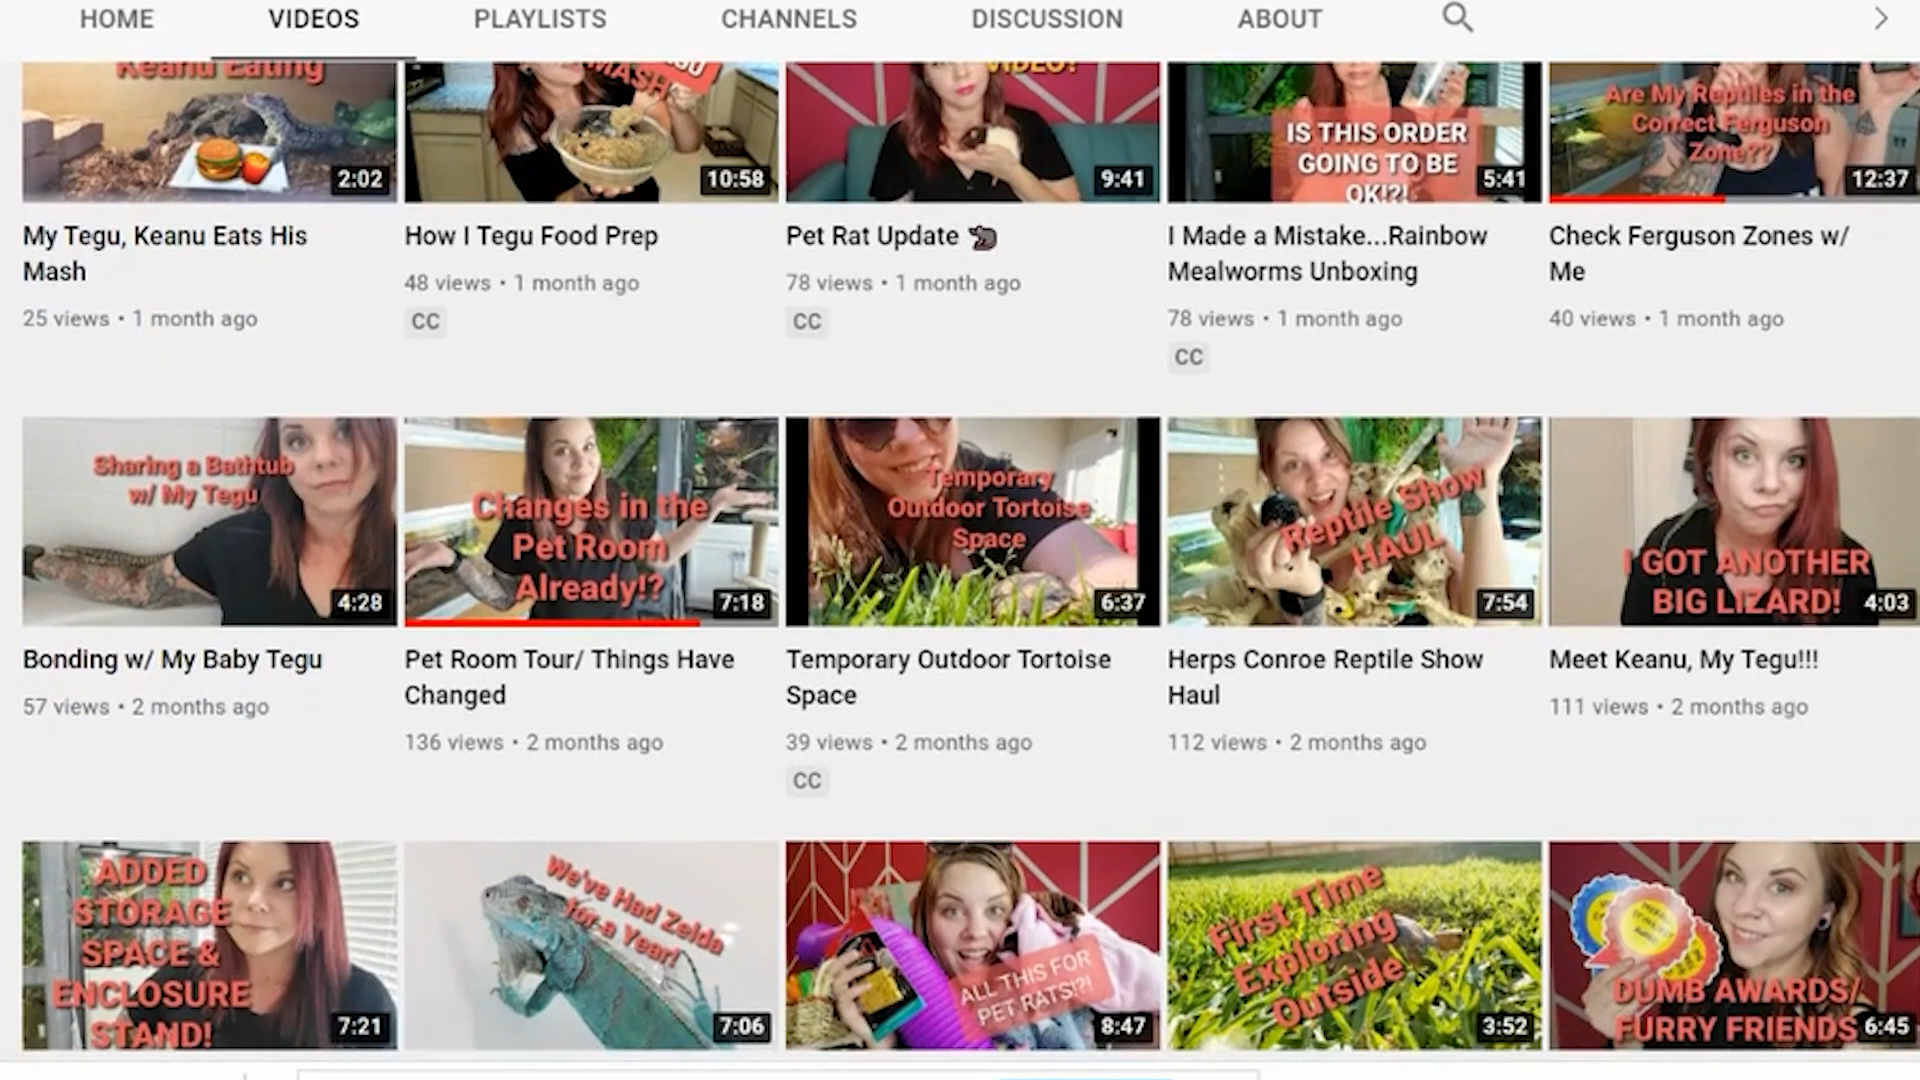 HOME VIDEOS PLAYLISTS CHANNELS DISCUSSION ABOUT
Keanu Eating
2:02
MASH
10:58
VIDEO!
9:41
IS THIS ORDER
GOING TO BE
OK!?!
5:41
Are My Reptiles in the
Correct Ferguson
Zone??
12:37
My Tegu, Keanu Eats His
Mash
25 views • 1 month ago
How I Tegu Food Prep
48 views • 1 month ago
CC
Pet Rat Update
78 views • 1 month ago
CC
I Made a Mistake...Rainbow
Mealworms Unboxing
78 views • 1 month ago
CC
Check Ferguson Zones w/
Me
40 views • 1 month ago
Sharing a Bathtub
w/ My Tegu
4:28
Changes in the
Pet Room
Already!?
7:18
Temporary
Outdoor Tortoise
Space
6:37
Reptile Show
HAUL
7:54
I GOT ANOTHER
BIG LIZARD!
4:03
Bonding w/ My Baby Tegu
57 views • 2 months ago
Pet Room Tour/ Things Have
Changed
136 views • 2 months ago
Temporary Outdoor Tortoise
Space
39 views • 2 months ago
CC
Herps Conroe Reptile Show
Haul
112 views • 2 months ago
Meet Keanu, My Tegu!!!
111 views • 2 months ago
ADDED
STORAGE
SPACE &
ENCLOSURE
STAND!
7:21
We've Had Zelda
for a Year!
7:06
ALL THIS FOR
PET RATS!?!
8:47
First Time
Exploring
Outside
3:52
DUMB AWARDS/
FURRY FRIENDS
6:45